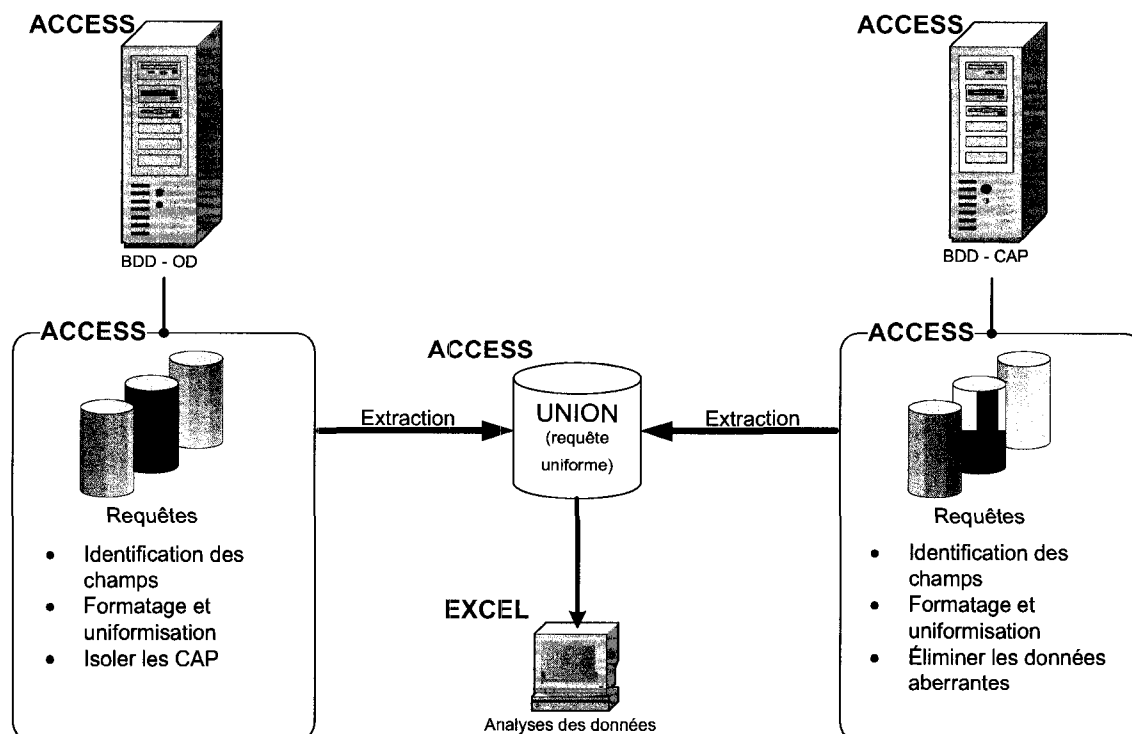 ACCESS
BDD - OD
ACCESS
Requêtes
• Identification des
champs
• Formatage et
uniformisation
• Isoler les CAP
Extraction
ACCESS
UNION
(requête
uniforme)
Extraction
EXCEL
Analyses des données
ACCESS
BDD - CAP
ACCESS
Requêtes
• Identification des
champs
• Formatage et
uniformisation
• Éliminer les données
aberrantes